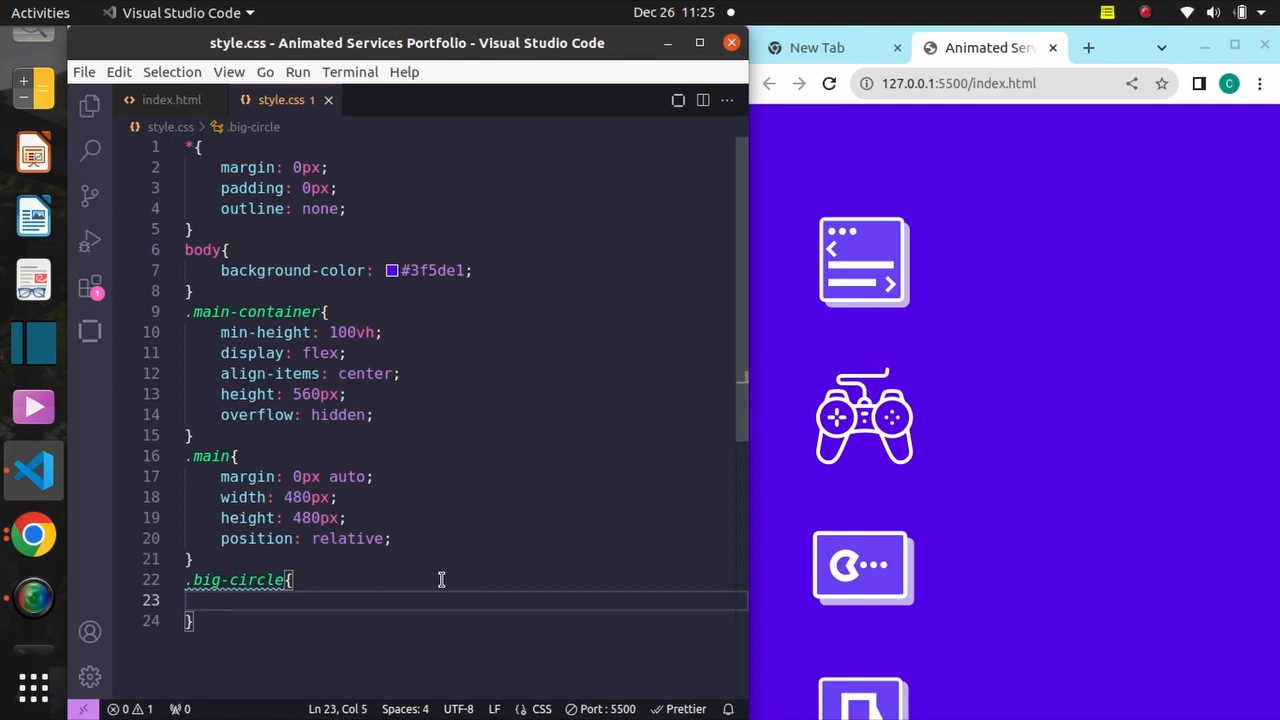 Activities
Visual Studio Code
Dec 26 11:25
style.css - Animated Services Portfolio - Visual Studio Code
File Edit Selection View Go Run Terminal Help
index.html
style.css 1
style.css > .big-circle
1 *{
2 margin: 0px;
3 padding: 0px;
4 outline: none;
5 }
6 body{
7 background-color: #3f5de1;
8 }
9 .main-container{
10 min-height: 100vh;
11 display: flex;
12 align-items: center;
13 height: 560px;
14 overflow: hidden;
15 }
16 .main{
17 margin: 0px auto;
18 width: 480px;
19 height: 480px;
20 position: relative;
21 }
22 .big-circle{
23
24 }
1
0 1 0
Ln 23, Col 5
Spaces: 4
UTF-8
LF
CSS
Port : 5500
Prettier
New Tab
Animated Serv
127.0.0.1:5500/index.html
C